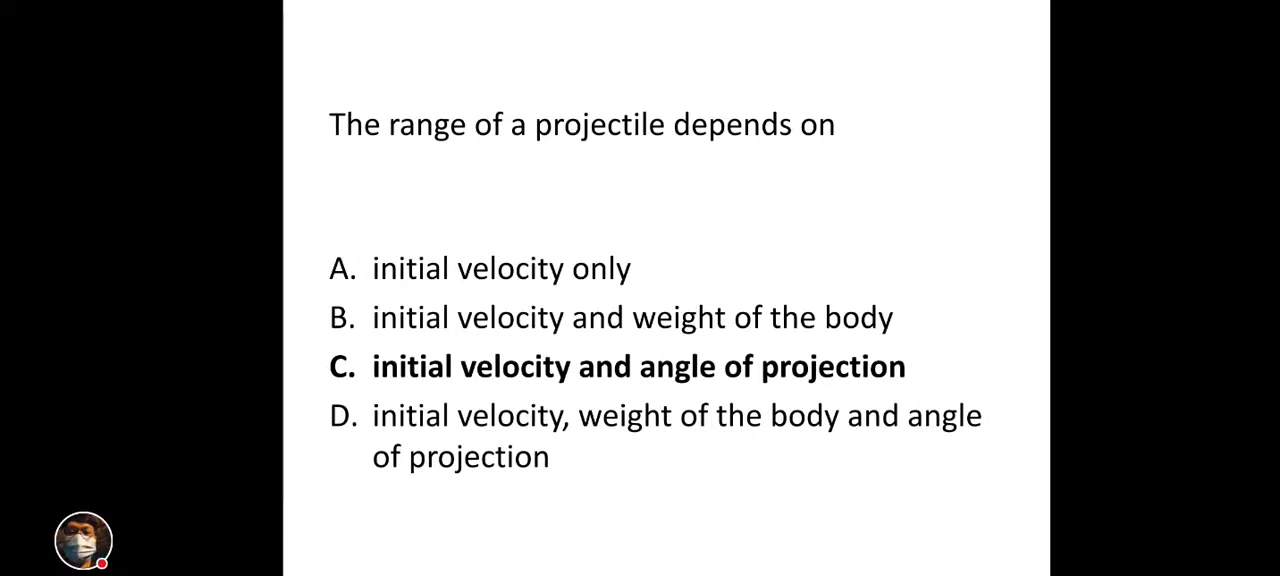 The range of a projectile depends on
A. initial velocity only
B. initial velocity and weight of the body
C. initial velocity and angle of projection
D. initial velocity, weight of the body and angle
of projection